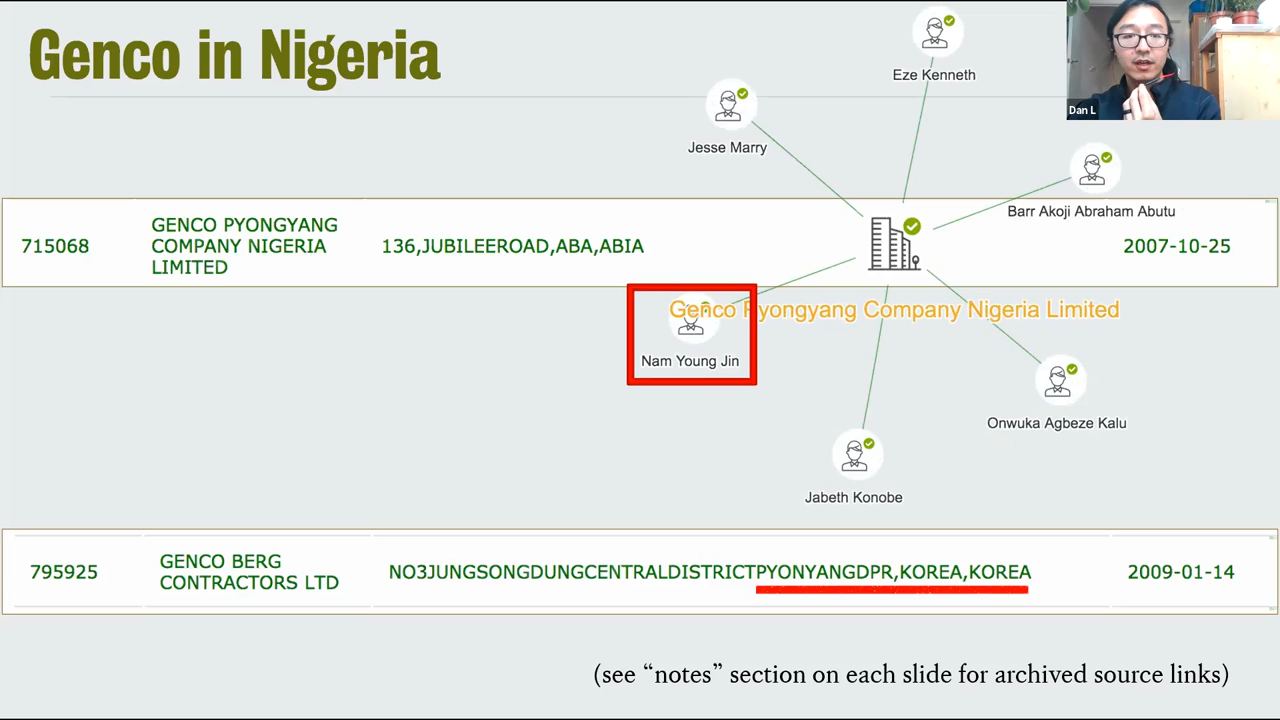 Genco in Nigeria
Dan L
Eze Kenneth
Jesse Marry
Barr Akoji Abraham Abutu
715068
GENCO PYONGYANG
COMPANY NIGERIA
LIMITED
136,JUBILEEROAD,ABA,ABIA
2007-10-25
Genco Pyongyang Company Nigeria Limited
Nam Young Jin
Onwuka Agbeze Kalu
Jabeth Konobe
795925
GENCO BERG
CONTRACTORS LTD
NO3JUNGSONGDUNGCENTRALDISTRICTPYONYANGDPR,KOREA,KOREA
2009-01-14
(see “notes” section on each slide for archived source links)